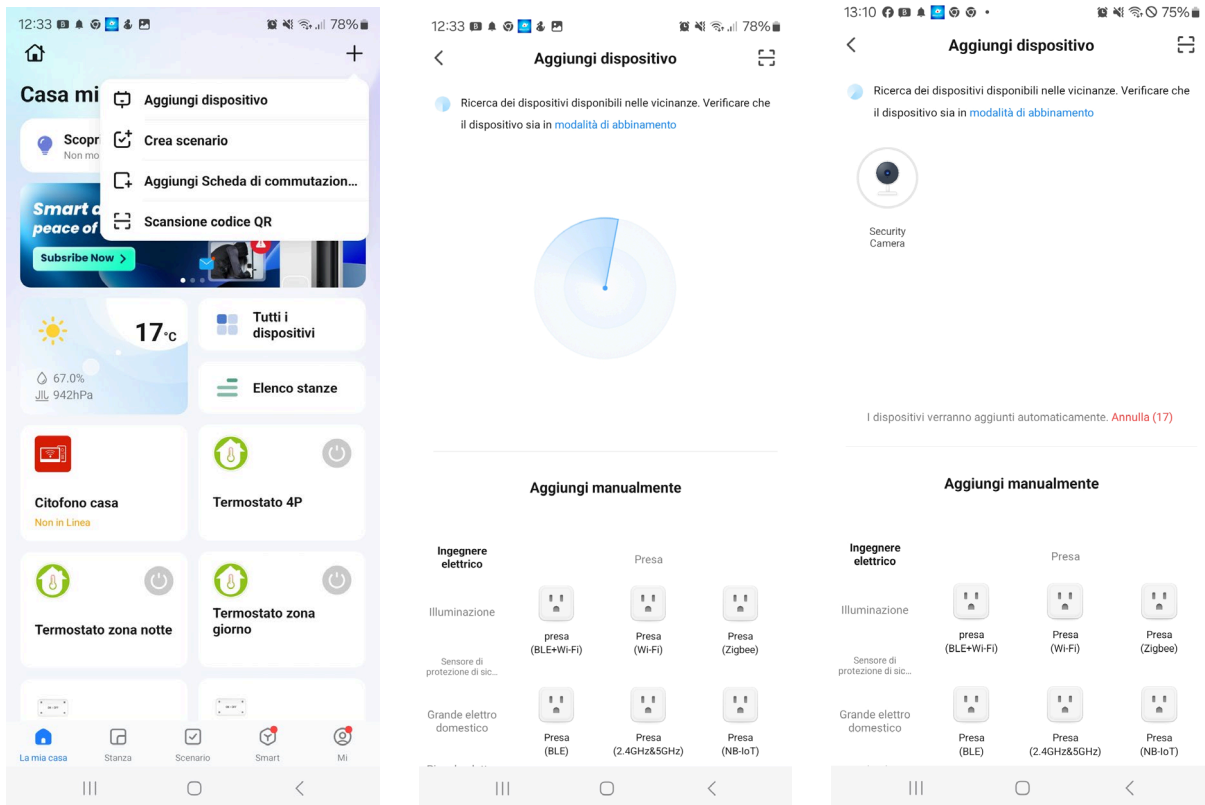 12:33 78%
Casa mi
Aggiungi dispositivo
Crea scenario
Aggiungi Scheda di commutazion...
Scansione codice QR
Scopr
Non mo
Smart
peace of
Subsribe Now >
17°C
67.0%
942hPa
Tutti i
dispositivi
Elenco stanze
Citofono casa
Non in Linea
Termostato 4P
Termostato zona notte
Termostato zona
giorno
La mia casa
Stanza
Scenario
Smart
Mi
12:33 78%
Aggiungi dispositivo
Ricerca dei dispositivi disponibili nelle vicinanze. Verificare che
il dispositivo sia in modalità di abbinamento
Aggiungi manualmente
Ingegnere
elettrico
Illuminazione
Sensore di
protezione di sic...
Grande elettro
domestico
Presa
presa
(BLE+Wi-Fi)
Presa
(Wi-Fi)
Presa
(Zigbee)
Presa
(BLE)
Presa
(2.4GHz&5GHz)
Presa
(NB-IoT)
13:10 75%
Aggiungi dispositivo
Ricerca dei dispositivi disponibili nelle vicinanze. Verificare che
il dispositivo sia in modalità di abbinamento
Security
Camera
I dispositivi verranno aggiunti automaticamente. Annulla (17)
Aggiungi manualmente
Ingegnere
elettrico
Illuminazione
Sensore di
protezione di sic...
Grande elettro
domestico
Presa
presa
(BLE+Wi-Fi)
Presa
(Wi-Fi)
Presa
(Zigbee)
Presa
(BLE)
Presa
(2.4GHz&5GHz)
Presa
(NB-IoT)